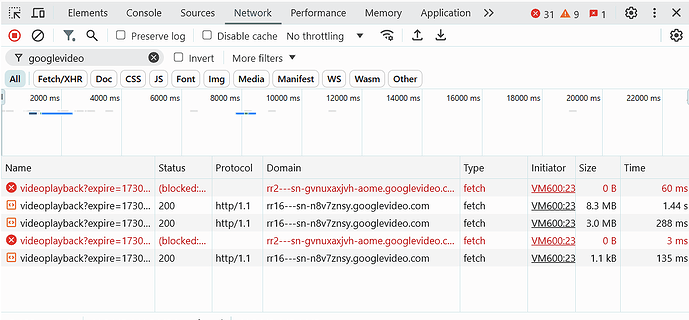 Elements Console Sources Network Performance Memory Application 31 9 1
Preserve log Disable cache No throttling
googlevideo Invert More filters
All Fetch/XHR Doc CSS JS Font Img Media Manifest WS Wasm Other
2000 ms 4000 ms 6000 ms 8000 ms 10000 ms 12000 ms 14000 ms 16000 ms 18000 ms 20000 ms 22000 ms
Name Status Protocol Domain Type Initiator Size Time
videoplayback?expire=1730... (blocked:... rr2---sn-gvnuxaxjvh-aome.googlevideo.c... fetch VM600:23 0 B 60 ms
videoplayback?expire=1730... 200 http/1.1 rr16---sn-n8v7znsy.googlevideo.com fetch VM600:23 8.3 MB 1.44 s
videoplayback?expire=1730... 200 http/1.1 rr16---sn-n8v7znsy.googlevideo.com fetch VM600:23 3.0 MB 288 ms
videoplayback?expire=1730... (blocked:... rr2---sn-gvnuxaxjvh-aome.googlevideo.c... fetch VM600:23 0 B 3 ms
videoplayback?expire=1730... 200 http/1.1 rr16---sn-n8v7znsy.googlevideo.com fetch VM600:23 1.1 kB 135 ms